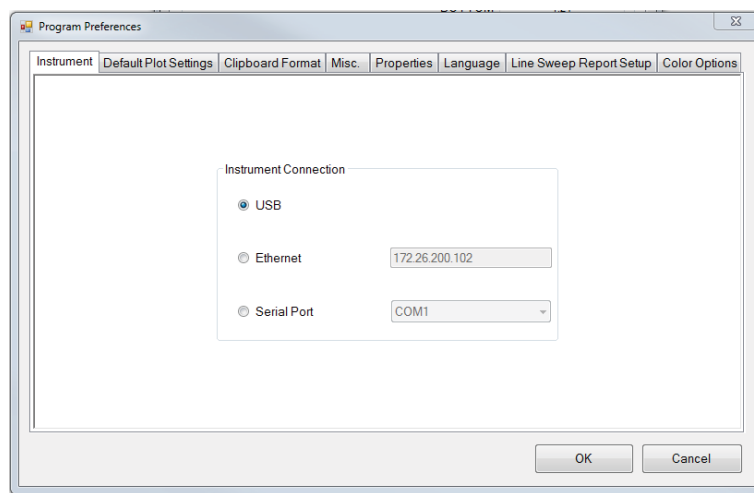 Program Preferences
Instrument Default Plot Settings Clipboard Format Misc. Properties Language Line Sweep Report Setup Color Options
Instrument Connection
USB
Ethernet 172.26.200.102
Serial Port COM1
OK Cancel